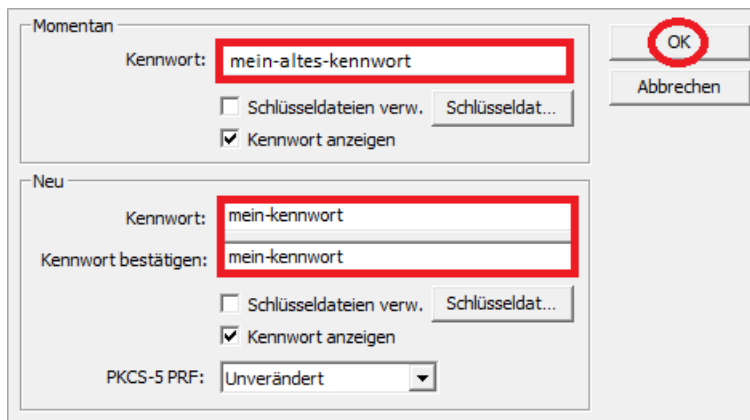 Momentan
Kennwort: mein-altes-kennwort
OK
Abbrechen
Schlüsseldateien verw. Schlüsseldat...
Kennwort anzeigen
Neu
Kennwort: mein-kennwort
Kennwort bestätigen: mein-kennwort
Schlüsseldateien verw. Schlüsseldat...
Kennwort anzeigen
PKCS-5 PRF: Unverändert